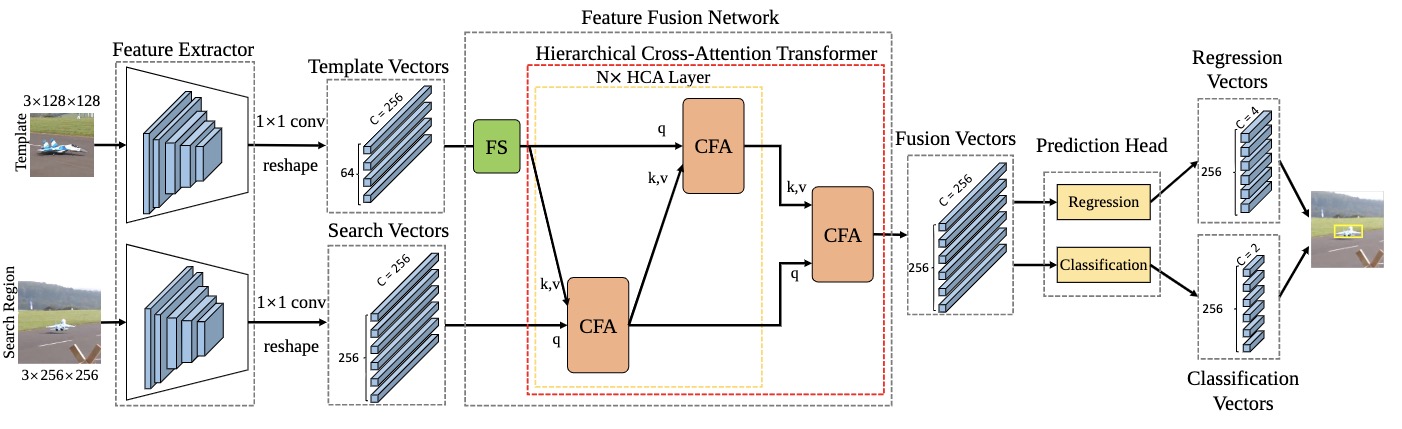 Feature Fusion Network
Feature Extractor
Template Vectors
Hierarchical Cross-Attention Transformer
N× HCA Layer
Regression
Vectors
3×128×128
Template
1×1 conv
reshape
C = 256
64
FS
q
CFA
k,v
k,v
CFA
q
Fusion Vectors
C = 256
256
Prediction Head
Regression
Classification
C = 4
256
Search Vectors
Search Region
3×256×256
1×1 conv
reshape
C = 256
256
k,v
q
CFA
C = 2
256
Classification
Vectors